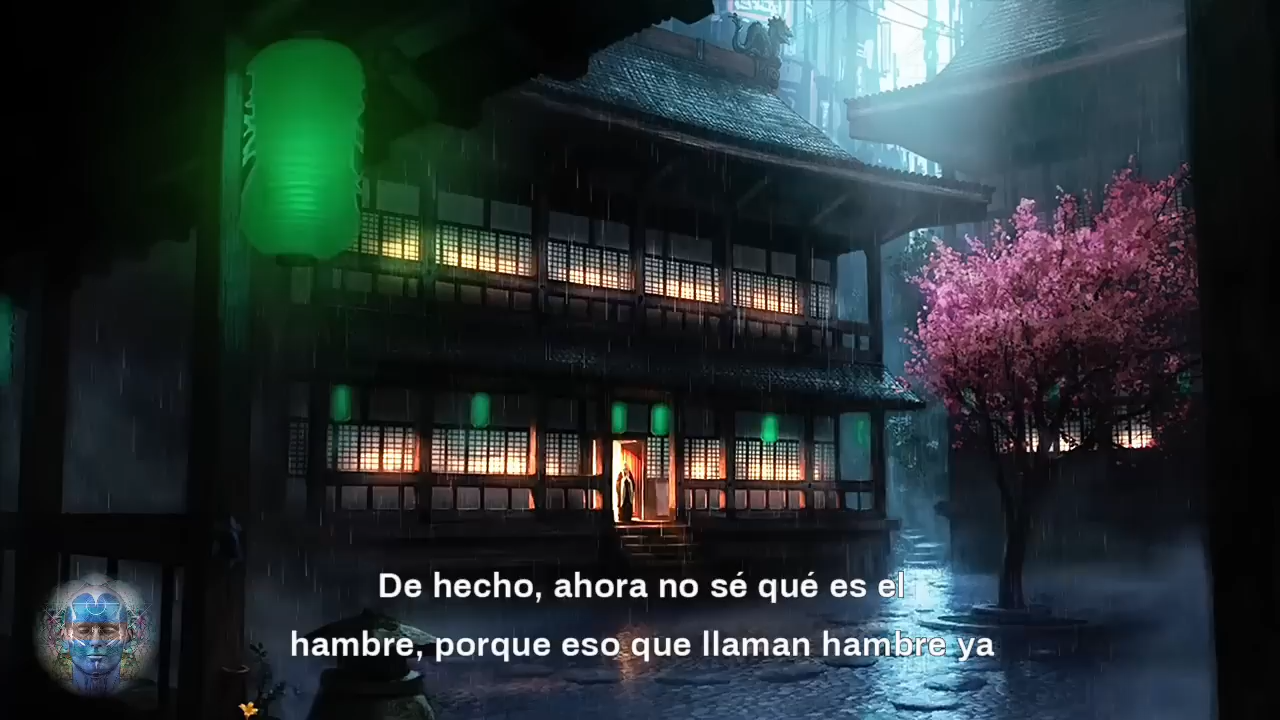 De hecho, ahora no sé qué es el
hambre, porque eso que llaman hambre ya